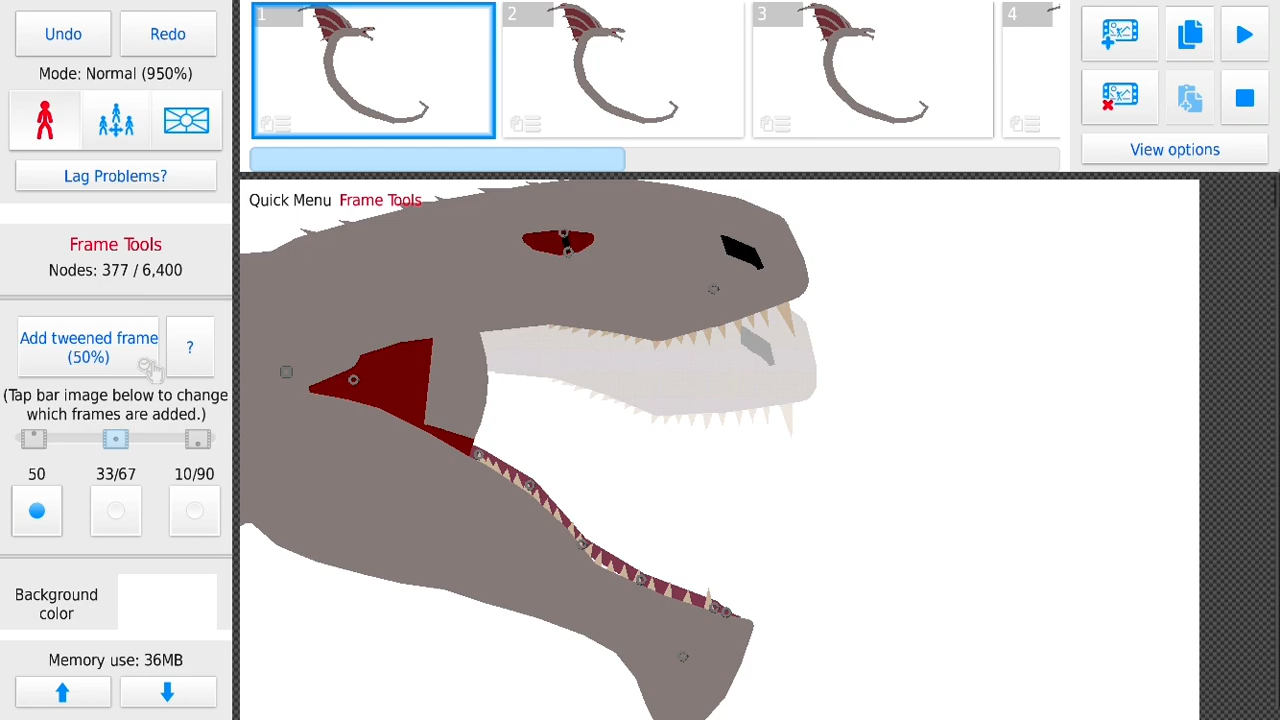 Undo
Redo
Mode: Normal (950%)
Lag Problems?
Frame Tools
Nodes: 377 / 6,400
Add tweened frame
(50%)
?
(Tap bar image below to change
which frames are added.)
50
33/67
10/90
Background
color
Memory use: 36MB
1
2
3
4
View options
Quick Menu
Frame Tools